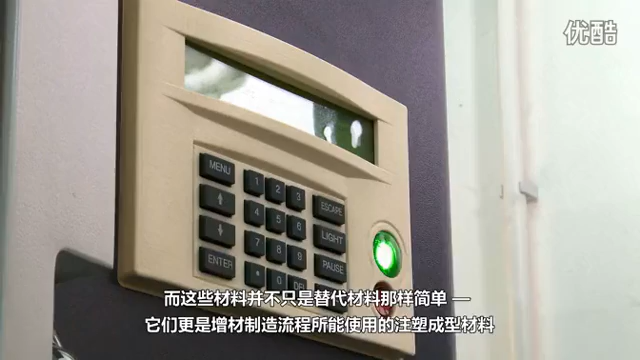 优酷
MENU 1 2 3 ESCAPE
4 5 6 LIGHT
7 8 9 PAUSE
ENTER * 0 DEL
而这些材料并不只是替代材料那样简单 —
它们更是增材制造流程所能使用的注塑成型材料